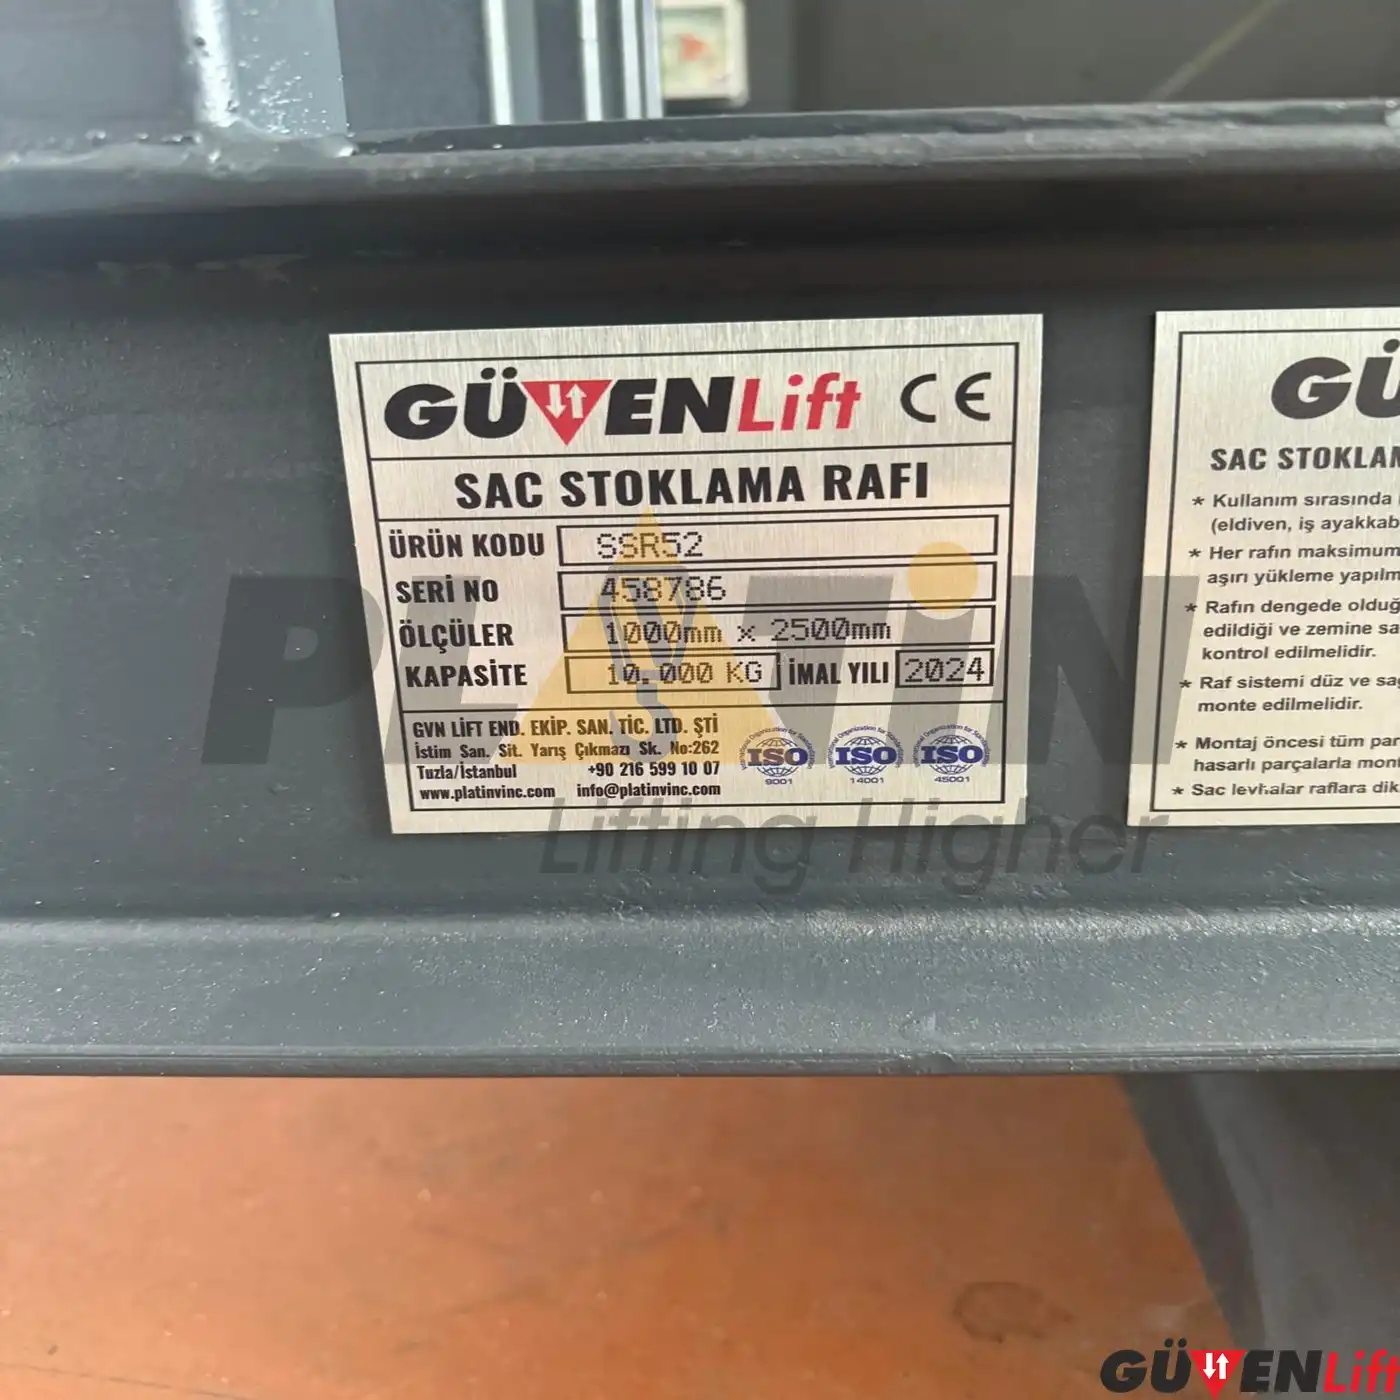 GÜVENLift CE
SAC STOKLAMA RAFI
ÜRÜN KODU SSR52
SERİ NO 458786
ÖLÇÜLER 1000mm x 2500mm
KAPASİTE 10.000 KG İMAL YILI 2024
GVN LİFT END. EKİP. SAN. TİC. LTD. ŞTİ
İstim San. Sit. Yarış Çıkmazı Sk. No:262
Tuzla/İstanbul +90 216 599 10 07
www.platinvinc.com info@platinvinc.com
ISO 9001
ISO 14001
ISO 45001
GÜ
SAC STOKLAM
* Kullanım sırasında
(eldiven, iş ayakkab
* Her rafın maksimum
aşırı yükleme yapılm
* Rafın dengede olduğ
edildiği ve zemine sa
kontrol edilmelidir.
* Raf sistemi düz ve sağ
monte edilmelidir.
* Montaj öncesi tüm par
hasarlı parçalarla mont
* Sac levhalar raflara dik
PLATİN
Lifting Higher
GÜVENLift